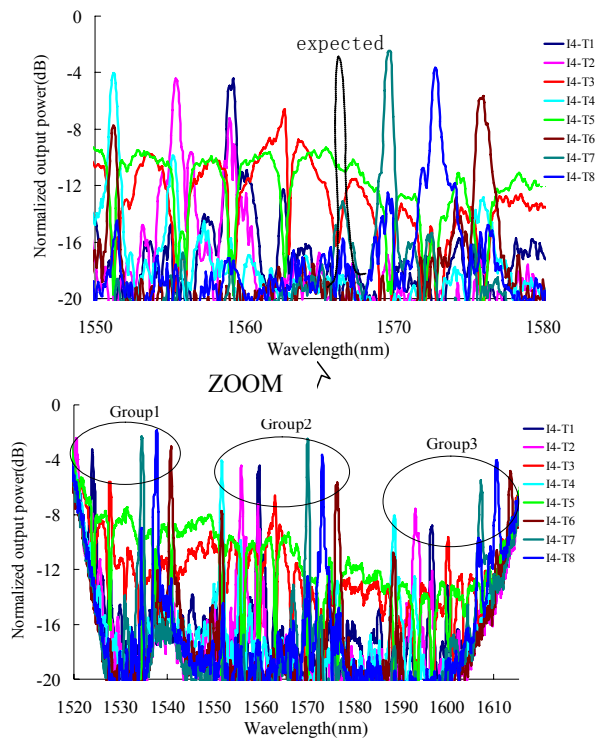 0
-4
-8
-12
-16
-20
Normalized output power(dB)
expected
I4-T1
I4-T2
I4-T3
I4-T4
I4-T5
I4-T6
I4-T7
I4-T8
1550 1560 1570 1580
Wavelength(nm)
ZOOM
Group1
Group2
Group3
0
-4
-8
-12
-16
-20
Normalized output power(dB)
I4-T1
I4-T2
I4-T3
I4-T4
I4-T5
I4-T6
I4-T7
I4-T8
1520 1530 1540 1550 1560 1570 1580 1590 1600 1610
Wavelength(nm)